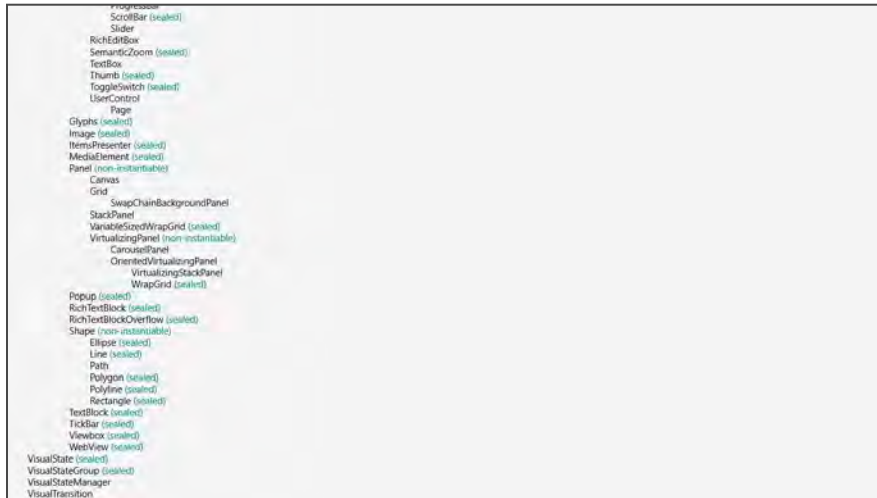 ProgressBar
ScrollBar (sealed)
Slider
RichEditBox
SemanticZoom (sealed)
TextBox
Thumb (sealed)
ToggleSwitch (sealed)
UserControl
Page
Glyphs (sealed)
Image (sealed)
ItemsPresenter (sealed)
MediaElement (sealed)
Panel (non-instantiable)
Canvas
Grid
SwapChainBackgroundPanel
StackPanel
VariableSizedWrapGrid (sealed)
VirtualizingPanel (non-instantiable)
CarouselPanel
OrientedVirtualizingPanel
VirtualizingStackPanel
WrapGrid (sealed)
Popup (sealed)
RichTextBlock (sealed)
RichTextBlockOverflow (sealed)
Shape (non-instantiable)
Ellipse (sealed)
Line (sealed)
Path
Polygon (sealed)
Polyline (sealed)
Rectangle (sealed)
TextBlock (sealed)
TickBar (sealed)
Viewbox (sealed)
WebView (sealed)
VisualState (sealed)
VisualStateGroup (sealed)
VisualStateManager
VisualTransition